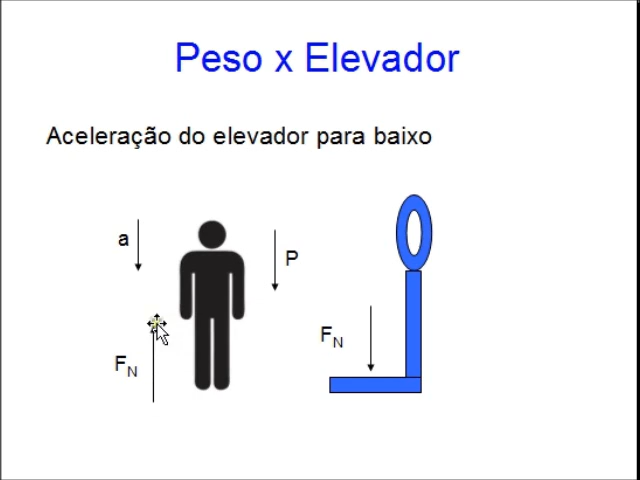 Peso x Elevador
Aceleração do elevador para baixo
a
P
F_N
F_N